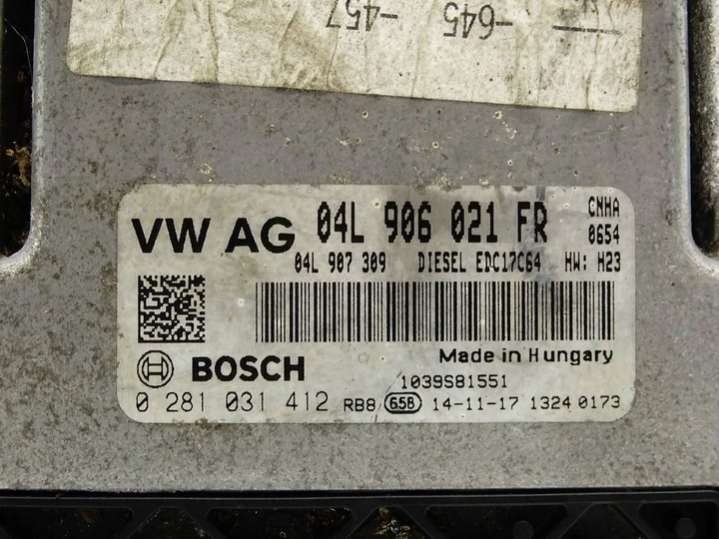 -457
-645
VW AG 04L 906 021 FR CNHA
0654
04L 907 309 DIESEL EDC17C64 HW: H23
Made in Hungary
BOSCH 1039S81551
0 281 031 412 RB8 65B 14-11-17 1324 0173